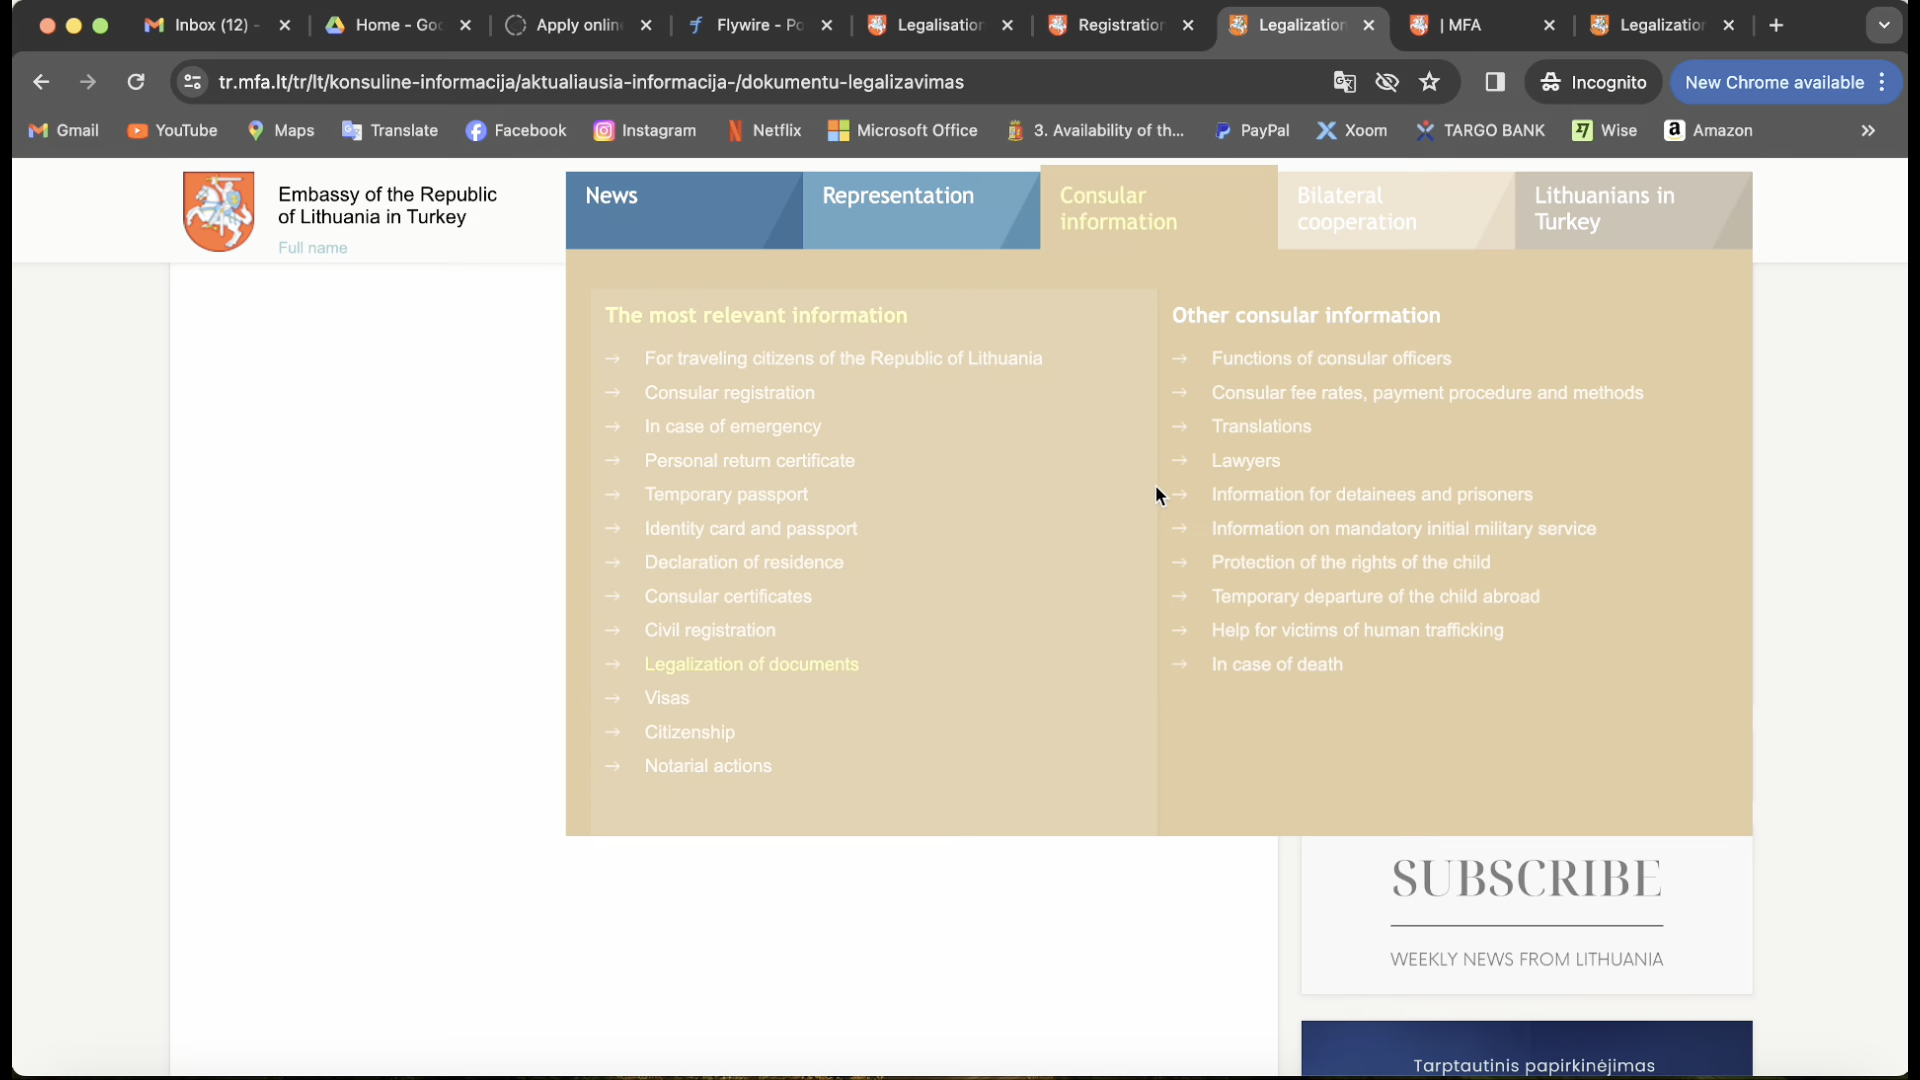 Inbox (12) -
Home - Goo
Apply onlin
Flywire - Po
Legalisation
Registration
Legalization
| MFA
Legalization
tr.mfa.lt/tr/lt/konsuline-informacija/aktualiausia-informacija-/dokumentu-legalizavimas
Incognito
New Chrome available
Gmail
YouTube
Maps
Translate
Facebook
Instagram
Netflix
Microsoft Office
3. Availability of th...
PayPal
Xoom
TARGO BANK
Wise
Amazon
Embassy of the Republic
of Lithuania in Turkey
Full name
News
Representation
Consular
information
Bilateral
cooperation
Lithuanians in
Turkey
The most relevant information
For traveling citizens of the Republic of Lithuania
Consular registration
In case of emergency
Personal return certificate
Temporary passport
Identity card and passport
Declaration of residence
Consular certificates
Civil registration
Legalization of documents
Visas
Citizenship
Notarial actions
Other consular information
Functions of consular officers
Consular fee rates, payment procedure and methods
Translations
Lawyers
Information for detainees and prisoners
Information on mandatory initial military service
Protection of the rights of the child
Temporary departure of the child abroad
Help for victims of human trafficking
In case of death
SUBSCRIBE
WEEKLY NEWS FROM LITHUANIA
Tarptautinis papirkinėjimas